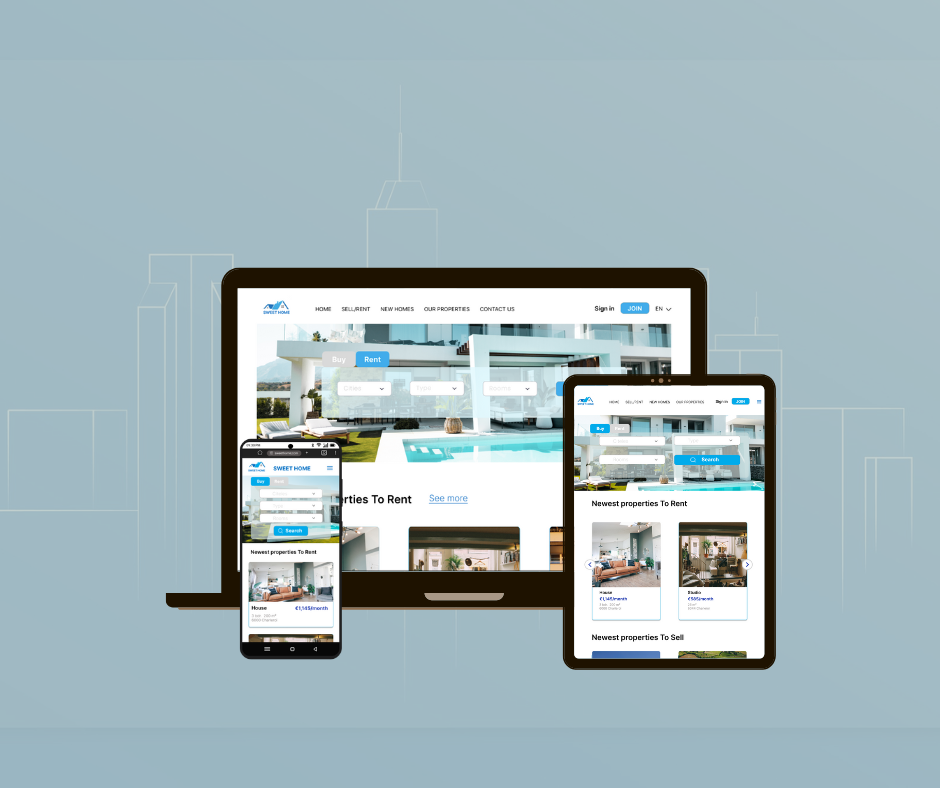 SWEET HOME
HOME SELL/RENT NEW HOMES OUR PROPERTIES CONTACT US
Sign in JOIN EN
Buy Rent
rties To Rent See more
SWEET HOME
SWEET HOME
Buy
Search
Newest properties To Rent
House €1,145/month
HOME SELL/RENT NEW HOMES OUR PROPERTIES
Sign in JOIN
Buy Rent
Search
Newest properties To Rent
House
€1,145/month
Studio
€585/month
Newest properties To Sell